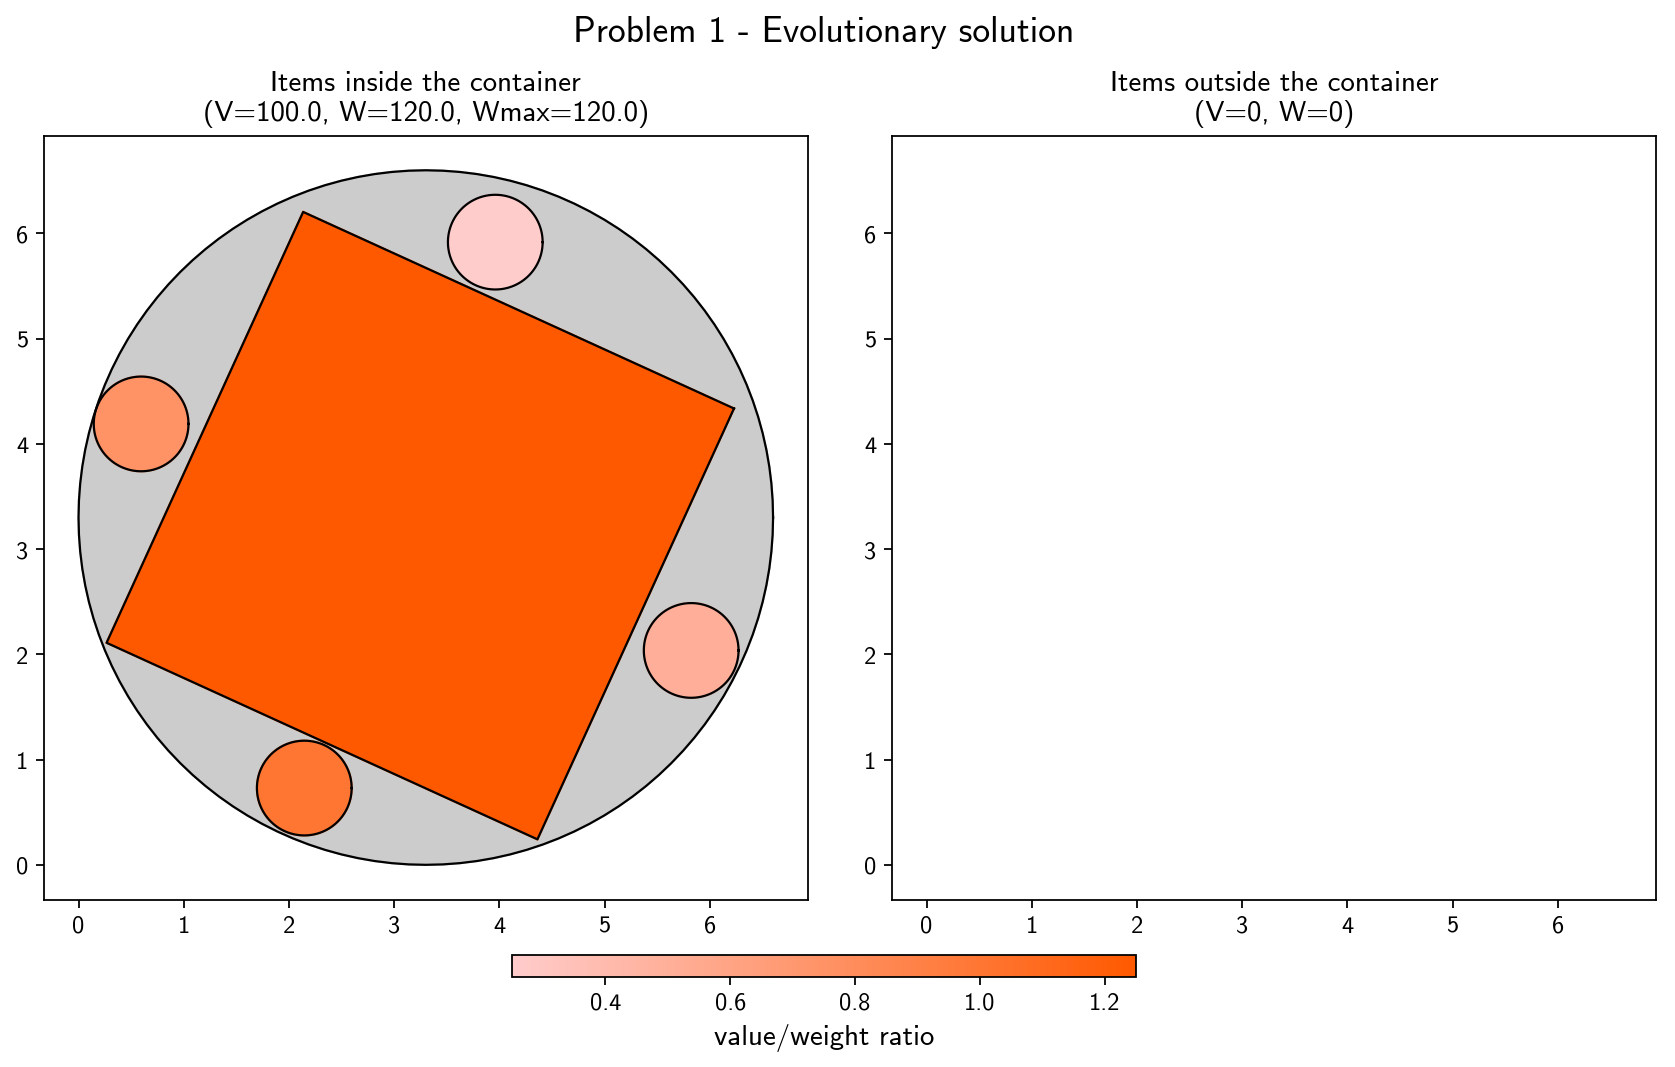 Problem 1 - Evolutionary solution
Items inside the container
(V=100.0, W=120.0, Wmax=120.0)
6
5
4
3
2
1
0
0 1 2 3 4 5 6
Items outside the container
(V=0, W=0)
6
5
4
3
2
1
0
0 1 2 3 4 5 6
0.4 0.6 0.8 1.0 1.2
value/weight ratio